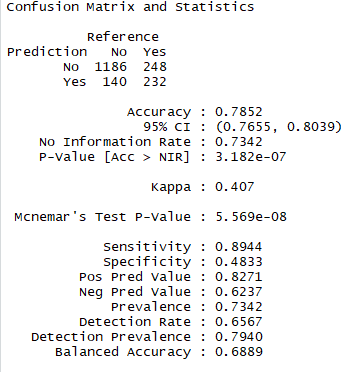 Confusion Matrix and Statistics
Reference
Prediction No Yes
No 1186 248
Yes 140 232
Accuracy : 0.7852
95% CI : (0.7655, 0.8039)
No Information Rate : 0.7342
P-Value [Acc > NIR] : 3.182e-07
Kappa : 0.407
Mcnemar's Test P-Value : 5.569e-08
Sensitivity : 0.8944
Specificity : 0.4833
Pos Pred Value : 0.8271
Neg Pred Value : 0.6237
Prevalence : 0.7342
Detection Rate : 0.6567
Detection Prevalence : 0.7940
Balanced Accuracy : 0.6889